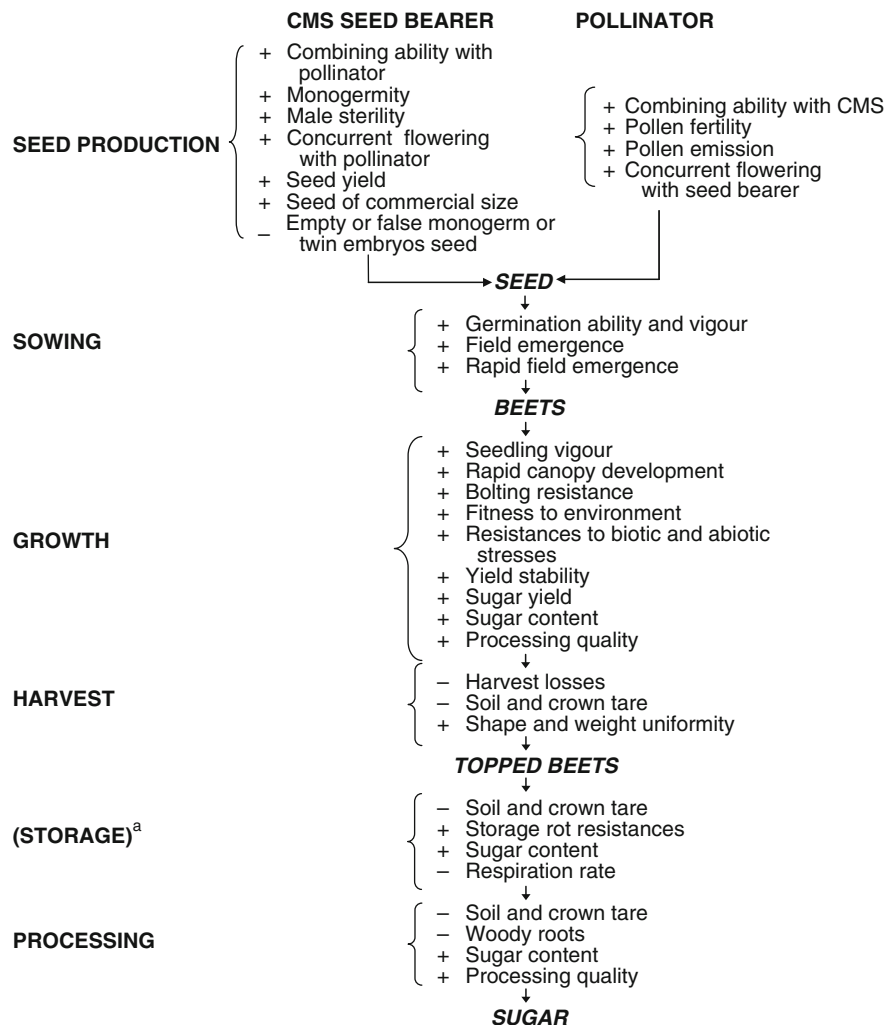 CMS SEED BEARER
POLLINATOR
SEED PRODUCTION
+ Combining ability with
pollinator
+ Monogermity
+ Male sterility
+ Concurrent flowering
with pollinator
+ Seed yield
+ Seed of commercial size
– Empty or false monogerm or
twin embryos seed
+ Combining ability with CMS
+ Pollen fertility
+ Pollen emission
+ Concurrent flowering
with seed bearer
SEED
SOWING
+ Germination ability and vigour
+ Field emergence
+ Rapid field emergence
BEETS
GROWTH
+ Seedling vigour
+ Rapid canopy development
+ Bolting resistance
+ Fitness to environment
+ Resistances to biotic and abiotic
stresses
+ Yield stability
+ Sugar yield
+ Sugar content
+ Processing quality
HARVEST
– Harvest losses
– Soil and crown tare
+ Shape and weight uniformity
TOPPED BEETS
(STORAGE)a
– Soil and crown tare
+ Storage rot resistances
+ Sugar content
– Respiration rate
PROCESSING
– Soil and crown tare
– Woody roots
+ Sugar content
+ Processing quality
SUGAR